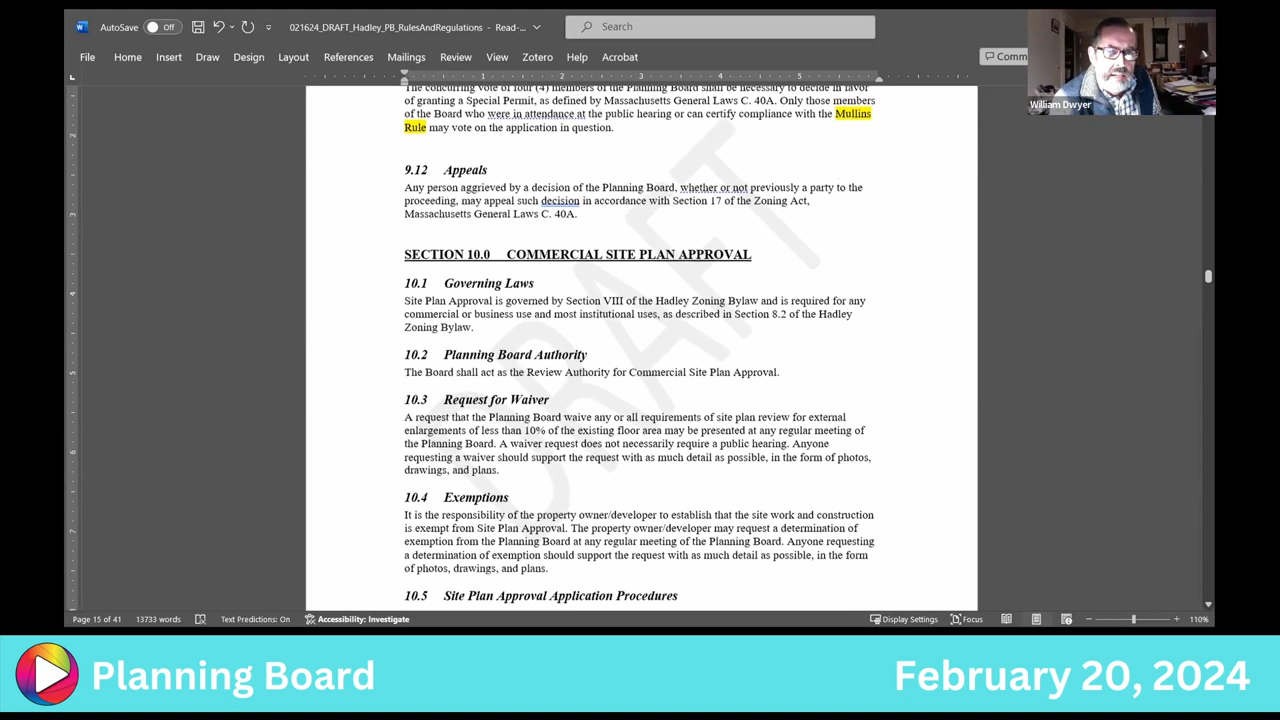 AutoSave Off 021624_DRAFT_Hadley_PB_RulesAndRegulations - Read-... Search
File Home Insert Draw Design Layout References Mailings Review View Zotero Help Acrobat Comm
William Dwyer
1 2 3 4 5
The concurring vote of four (4) members of the Planning Board shall be necessary to decide in favor
of granting a Special Permit, as defined by Massachusetts General Laws C. 40A. Only those members
of the Board who were in attendance at the public hearing or can certify compliance with the Mullins
Rule may vote on the application in question.
9.12 Appeals
Any person aggrieved by a decision of the Planning Board, whether or not previously a party to the
proceeding, may appeal such decision in accordance with Section 17 of the Zoning Act,
Massachusetts General Laws C. 40A.
SECTION 10.0 COMMERCIAL SITE PLAN APPROVAL
10.1 Governing Laws
Site Plan Approval is governed by Section VIII of the Hadley Zoning Bylaw and is required for any
commercial or business use and most institutional uses, as described in Section 8.2 of the Hadley
Zoning Bylaw.
10.2 Planning Board Authority
The Board shall act as the Review Authority for Commercial Site Plan Approval.
10.3 Request for Waiver
A request that the Planning Board waive any or all requirements of site plan review for external
enlargements of less than 10% of the existing floor area may be presented at any regular meeting of
the Planning Board. A waiver request does not necessarily require a public hearing. Anyone
requesting a waiver should support the request with as much detail as possible, in the form of photos,
drawings, and plans.
10.4 Exemptions
It is the responsibility of the property owner/developer to establish that the site work and construction
is exempt from Site Plan Approval. The property owner/developer may request a determination of
exemption from the Planning Board at any regular meeting of the Planning Board. Anyone requesting
a determination of exemption should support the request with as much detail as possible, in the form
of photos, drawings, and plans.
10.5 Site Plan Approval Application Procedures
DRAFT
2
3
4
5
6
7
Page 15 of 41 13733 words Text Predictions: On Accessibility: Investigate Display Settings Focus 110%
Planning Board February 20, 2024